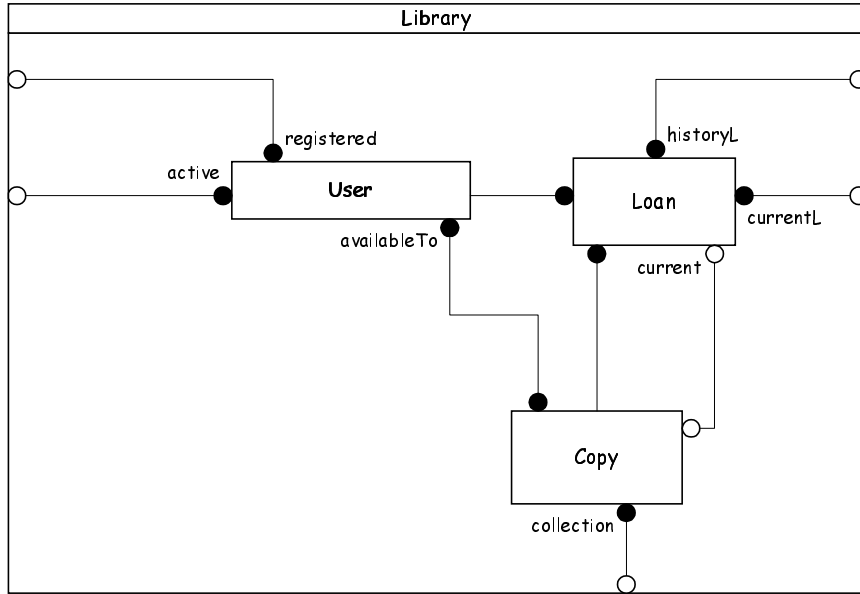 Library
registered
historyL
active
User
Loan
currentL
availableTo
current
Copy
collection